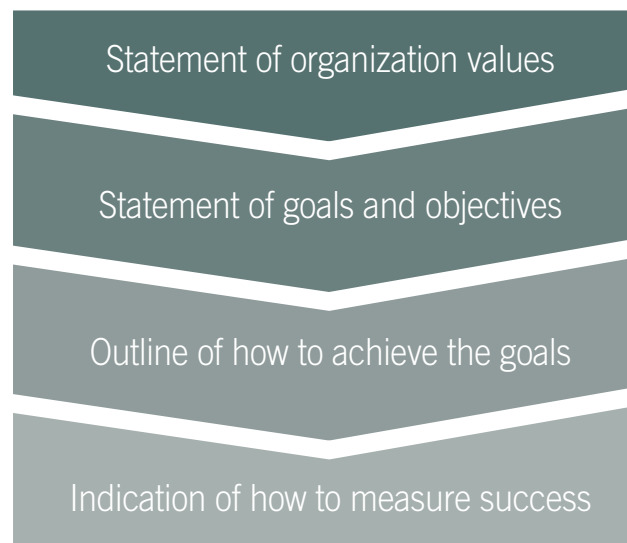 Statement of organization values
Statement of goals and objectives
Outline of how to achieve the goals
Indication of how to measure success